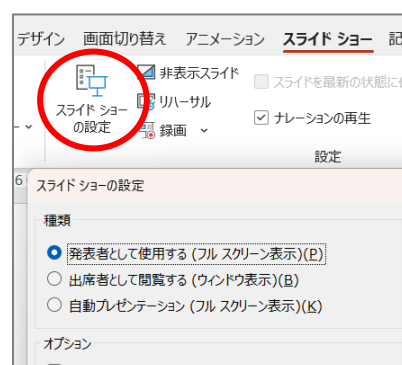 デザイン 画面切り替え アニメーション スライド ショー 記
スライド ショー
の設定
非表示スライド
リハーサル
録画
スライドを最新の状態に
ナレーションの再生
設定
6
スライド ショーの設定
種類
発表者として使用する (フル スクリーン表示)(P)
出席者として閲覧する (ウィンドウ表示)(B)
自動プレゼンテーション (フル スクリーン表示)(K)
オプション